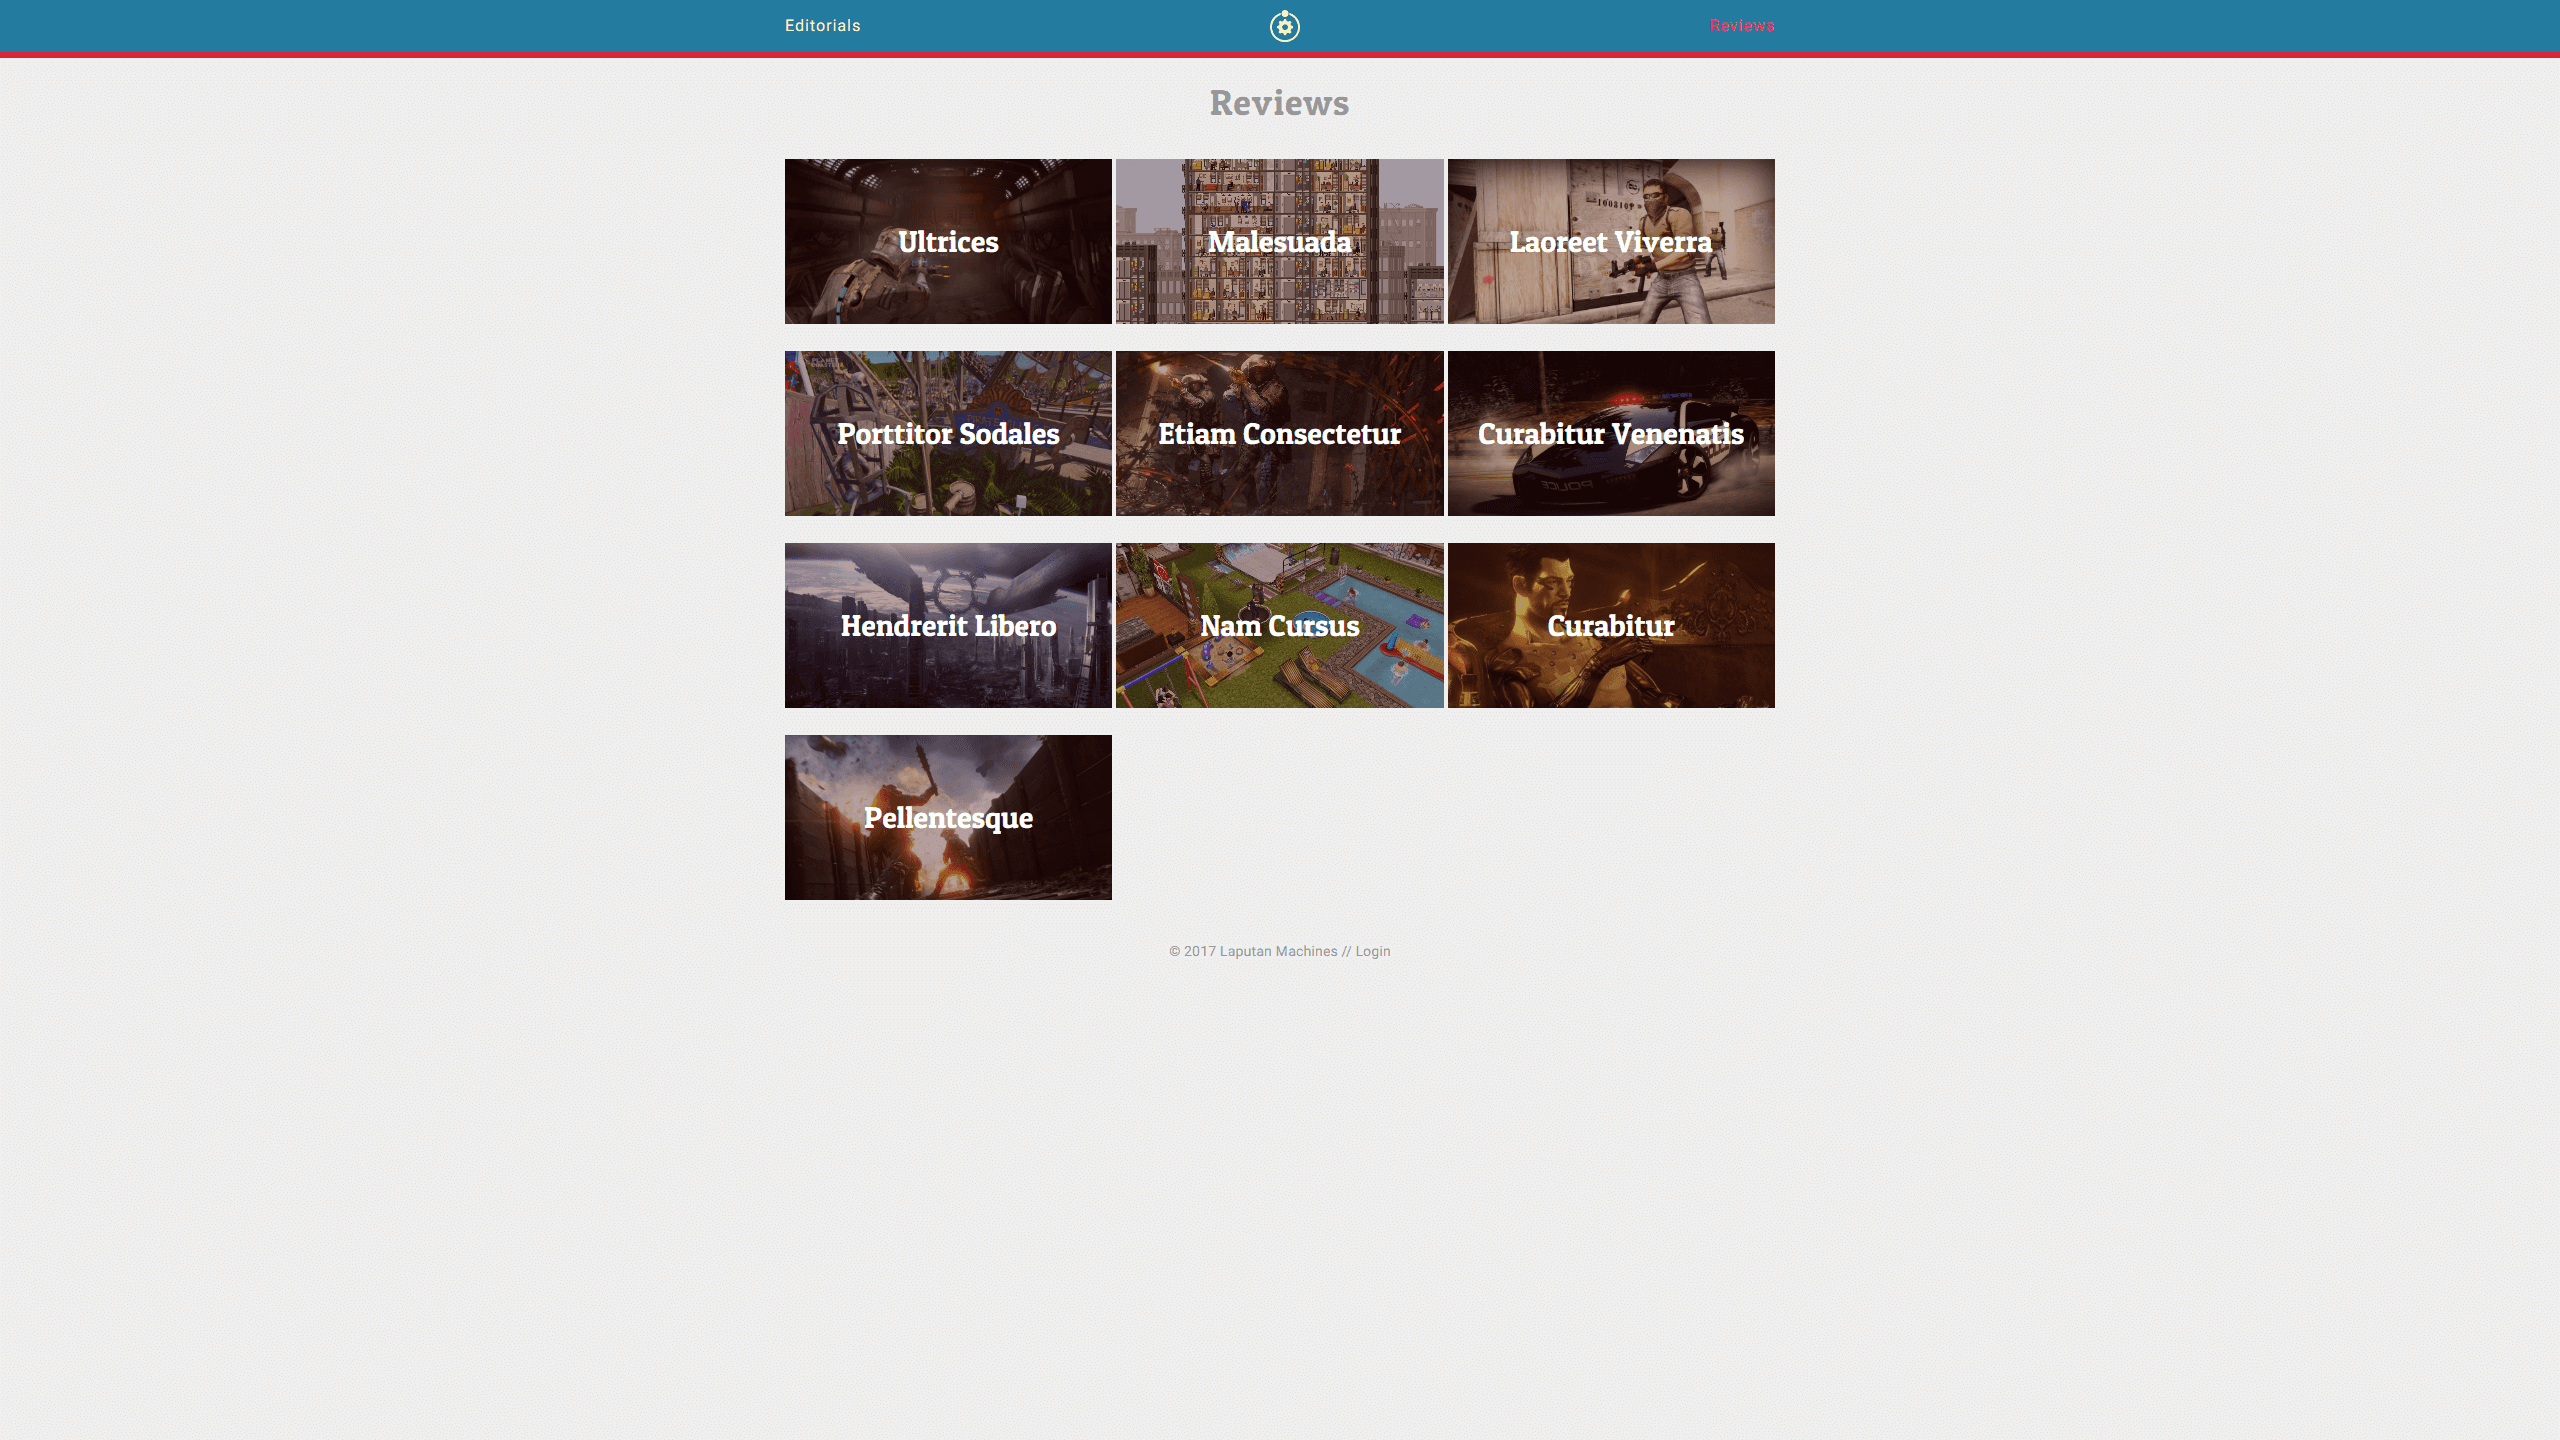 Editorials
Reviews
Reviews
Ultrices
Malesuada
Laoreet Viverra
Porttitor Sodales
Etiam Consectetur
Curabitur Venenatis
POLICE
Hendrerit Libero
Nam Cursus
Curabitur
Pellentesque
© 2017 Laputan Machines // Login